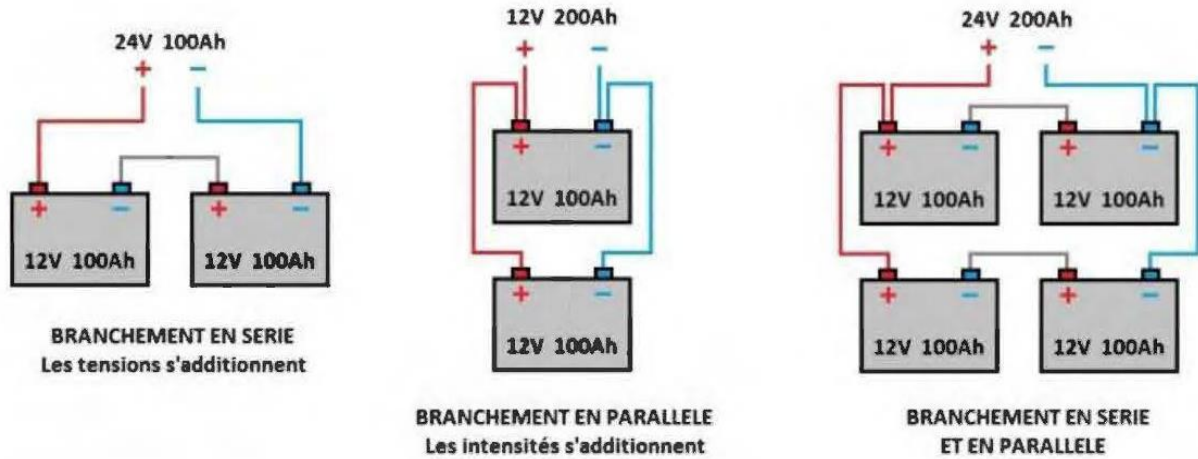 24V 100Ah
+ −
+ − + −
12V 100Ah 12V 100Ah
BRANCHEMENT EN SERIE
Les tensions s'additionnent
12V 200Ah
+ −
+ −
12V 100Ah
+ −
12V 100Ah
BRANCHEMENT EN PARALLELE
Les intensités s'additionnent
24V 200Ah
+ −
+ − + −
12V 100Ah 12V 100Ah
+ − + −
12V 100Ah 12V 100Ah
BRANCHEMENT EN SERIE
ET EN PARALLELE